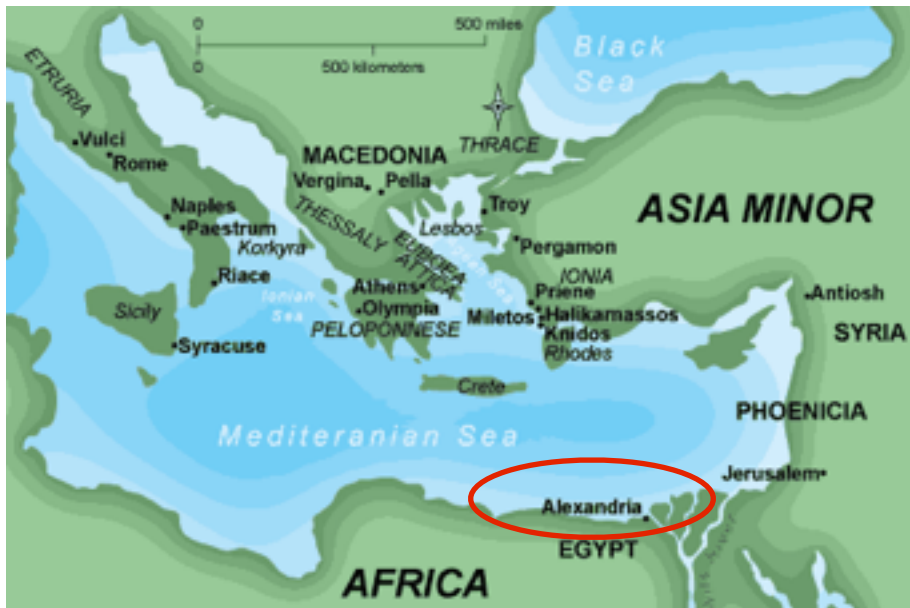 0
500 miles
0
500 kilometers
Black
Sea
ETRURIA
THRACE
Vulci
Rome
MACEDONIA
Vergina
Pella
Naples
Paestrum
Korkyra
THESSALY
Lesbos
Troy
ASIA MINOR
EUBOEA
ATTICA
Pergamon
Riace
Ionian
Sea
Athens
Olympia
PELOPONNESE
IONIA
Priene
Miletos
Halikarnassos
Knidos
Rhodes
Antiosh
SYRIA
Sicily
Syracuse
Crete
PHOENICIA
Mediteranian Sea
Jerusalem
Alexandria
EGYPT
AFRICA